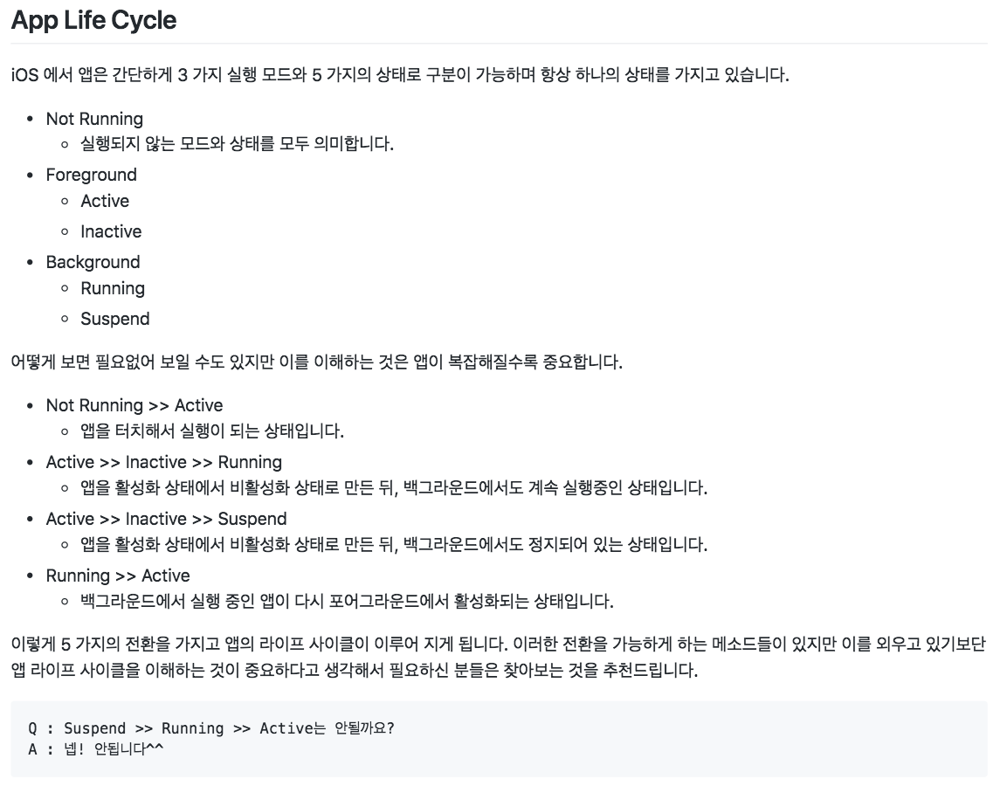 App Life Cycle
iOS 에서 앱은 간단하게 3 가지 실행 모드와 5 가지의 상태로 구분이 가능하며 항상 하나의 상태를 가지고 있습니다.
• Not Running
◦ 실행되지 않는 모드와 상태를 모두 의미합니다.
• Foreground
◦ Active
◦ Inactive
• Background
◦ Running
◦ Suspend
어떻게 보면 필요없어 보일 수도 있지만 이를 이해하는 것은 앱이 복잡해질수록 중요합니다.
• Not Running >> Active
◦ 앱을 터치해서 실행이 되는 상태입니다.
• Active >> Inactive >> Running
◦ 앱을 활성화 상태에서 비활성화 상태로 만든 뒤, 백그라운드에서도 계속 실행중인 상태입니다.
• Active >> Inactive >> Suspend
◦ 앱을 활성화 상태에서 비활성화 상태로 만든 뒤, 백그라운드에서도 정지되어 있는 상태입니다.
• Running >> Active
◦ 백그라운드에서 실행 중인 앱이 다시 포어그라운드에서 활성화되는 상태입니다.
이렇게 5 가지의 전환을 가지고 앱의 라이프 사이클이 이루어 지게 됩니다. 이러한 전환을 가능하게 하는 메소드들이 있지만 이를 외우고 있기보단
앱 라이프 사이클을 이해하는 것이 중요하다고 생각해서 필요하신 분들은 찾아보는 것을 추천드립니다.
Q : Suspend >> Running >> Active는 안될까요?
A : 넵! 안됩니다^^